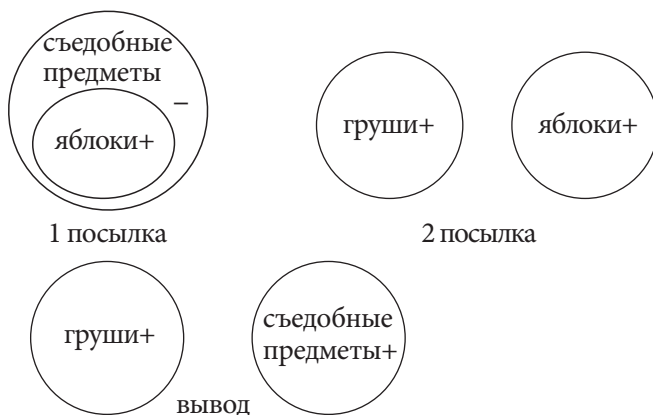 съедобные
предметы
–
яблоки+
груши+
яблоки+
1 посылка
2 посылка
груши+
съедобные
предметы+
вывод